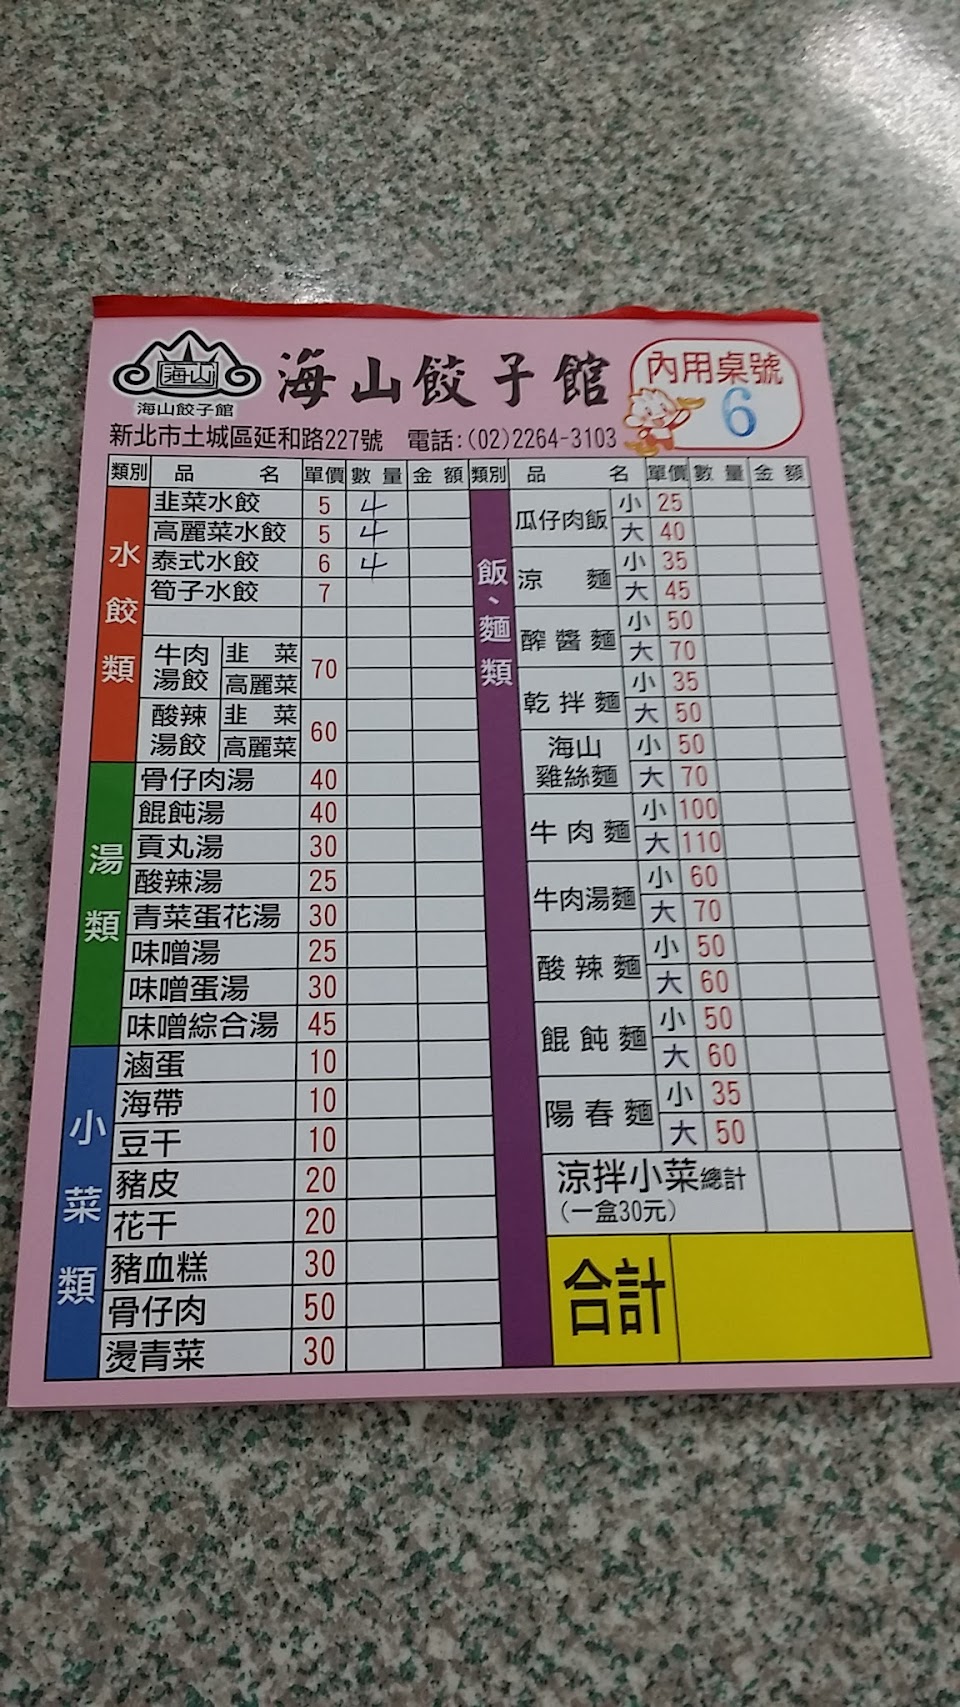 海山
海山餃子館
海山餃子館
內用桌號
6
新北市土城區延和路227號 電話:(02)2264-3103
類別 品名 單價 數量 金額
水餃類
韭菜水餃 5 4
高麗菜水餃 5 4
泰式水餃 6 4
筍子水餃 7
牛肉湯餃 韭菜 高麗菜 70
酸辣湯餃 韭菜 高麗菜 60
湯類
骨仔肉湯 40
餛飩湯 40
貢丸湯 30
酸辣湯 25
青菜蛋花湯 30
味噌湯 25
味噌蛋湯 30
味噌綜合湯 45
小菜類
滷蛋 10
海帶 10
豆干 10
豬皮 20
花干 20
豬血糕 30
骨仔肉 50
燙青菜 30
類別 品名 單價 數量 金額
飯、麵類
瓜仔肉飯 小 25
大 40
涼麵 小 35
大 45
醡醬麵 小 50
大 70
乾拌麵 小 35
大 50
海山雞絲麵 小 50
大 70
牛肉麵 小 100
大 110
牛肉湯麵 小 60
大 70
酸辣麵 小 50
大 60
餛飩麵 小 50
大 60
陽春麵 小 35
大 50
涼拌小菜總計
(一盒30元)
合計